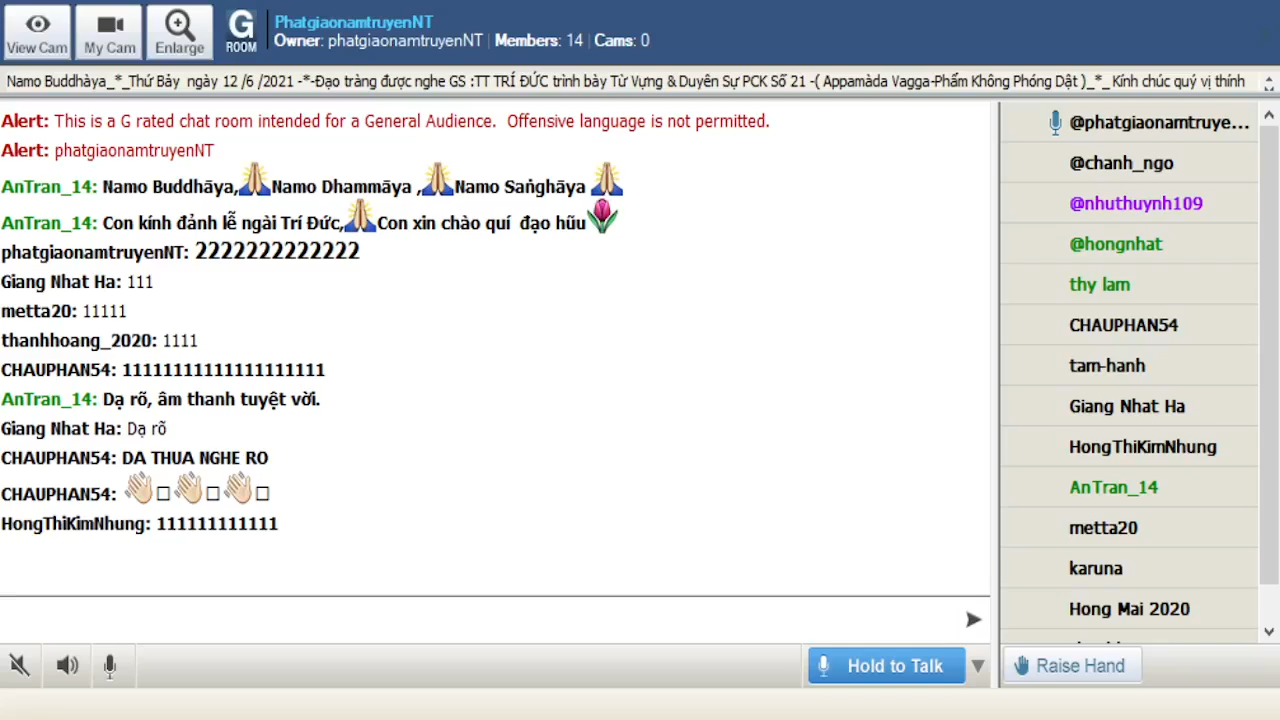 View Cam
My Cam
Enlarge
G
ROOM
PhatgiaonamtruyenNT
Owner: phatgiaonamtruyenNT | Members: 14 | Cams: 0
Namo Buddhàya_*_Thứ Bảy ngày 12 /6 /2021 -*-Đạo tràng được nghe GS :TT TRÍ ĐỨC trình bày Từ Vựng & Duyên Sự PCK Số 21 -( Appamàda Vagga-Phẩm Không Phóng Dật )_*_ Kính chúc quý vị thính
Alert: This is a G rated chat room intended for a General Audience. Offensive language is not permitted.
Alert: phatgiaonamtruyenNT
AnTran_14: Namo Buddhāya,🙏Namo Dhammāya ,🙏Namo Saṅghāya 🙏
AnTran_14: Con kính đảnh lễ ngài Trí Đức,🙏Con xin chào quí đạo hữu🌷
phatgiaonamtruyenNT: 2222222222222
Giang Nhat Ha: 111
metta20: 11111
thanhhoang_2020: 1111
CHAUPHAN54: 11111111111111111111
AnTran_14: Dạ rõ, âm thanh tuyệt vời.
Giang Nhat Ha: Dạ rõ
CHAUPHAN54: DA THUA NGHE RO
CHAUPHAN54: 👋□👋□👋□
HongThiKimNhung: 111111111111
Hold to Talk
@phatgiaonamtruye...
@chanh_ngo
@nhuthuynh109
@hongnhat
thy lam
CHAUPHAN54
tam-hanh
Giang Nhat Ha
HongThiKimNhung
AnTran_14
metta20
karuna
Hong Mai 2020
Raise Hand